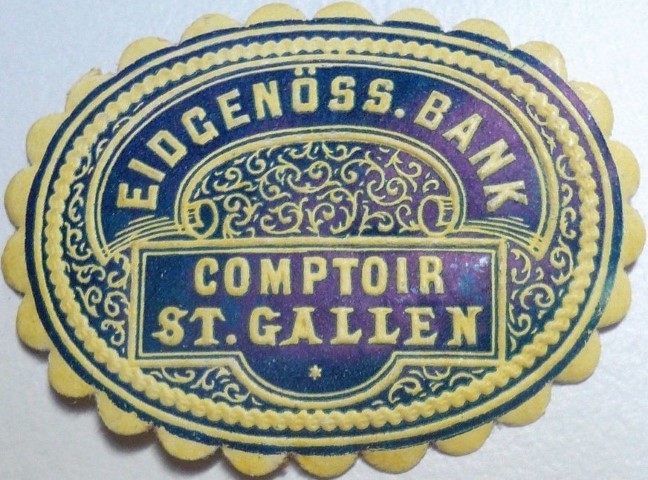 EIDGENÖSS. BANK
COMPTOIR
ST. GALLEN
*